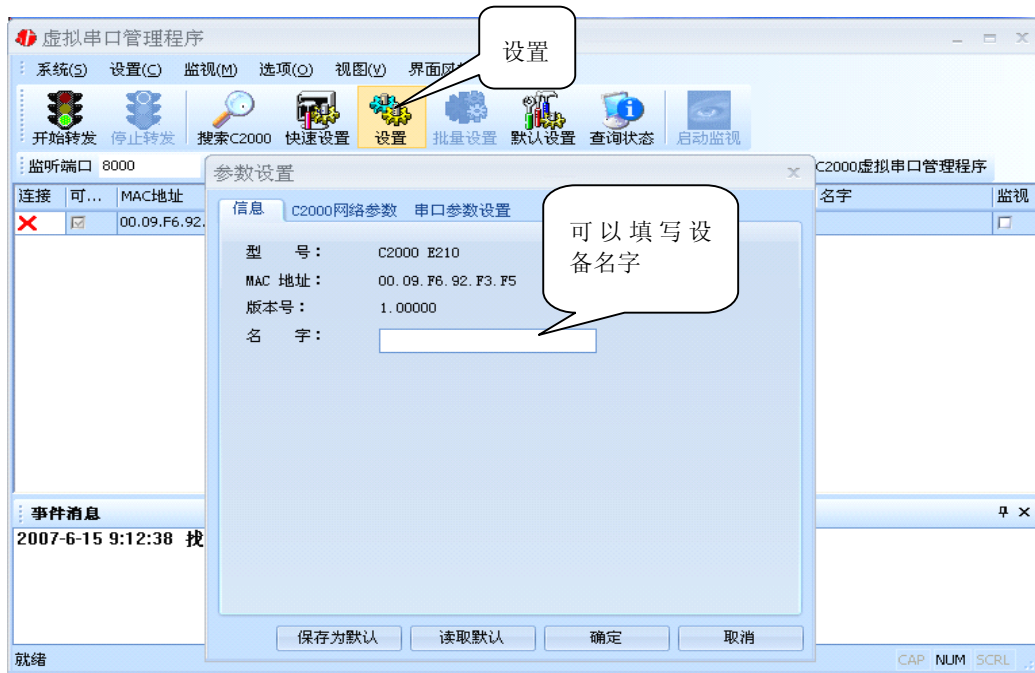 虚拟串口管理程序
设置
系统(S) 设置(C) 监视(M) 选项(O) 视图(V) 界面风
开始转发 停止转发 搜索C2000 快速设置 设置 批量设置 默认设置 查询状态 启动监视
监听端口 8000 C2000虚拟串口管理程序
连接 可... MAC地址 名字 监视
00.09.F6.92.
参数设置
信息 C2000网络参数 串口参数设置
可以填写设
备名字
型 号： C2000 E210
MAC 地址： 00.09.F6.92.F3.F5
版本号： 1.00000
名 字：
事件消息
2007-6-15 9:12:38 找
保存为默认 读取默认 确定 取消
就绪 CAP NUM SCRL